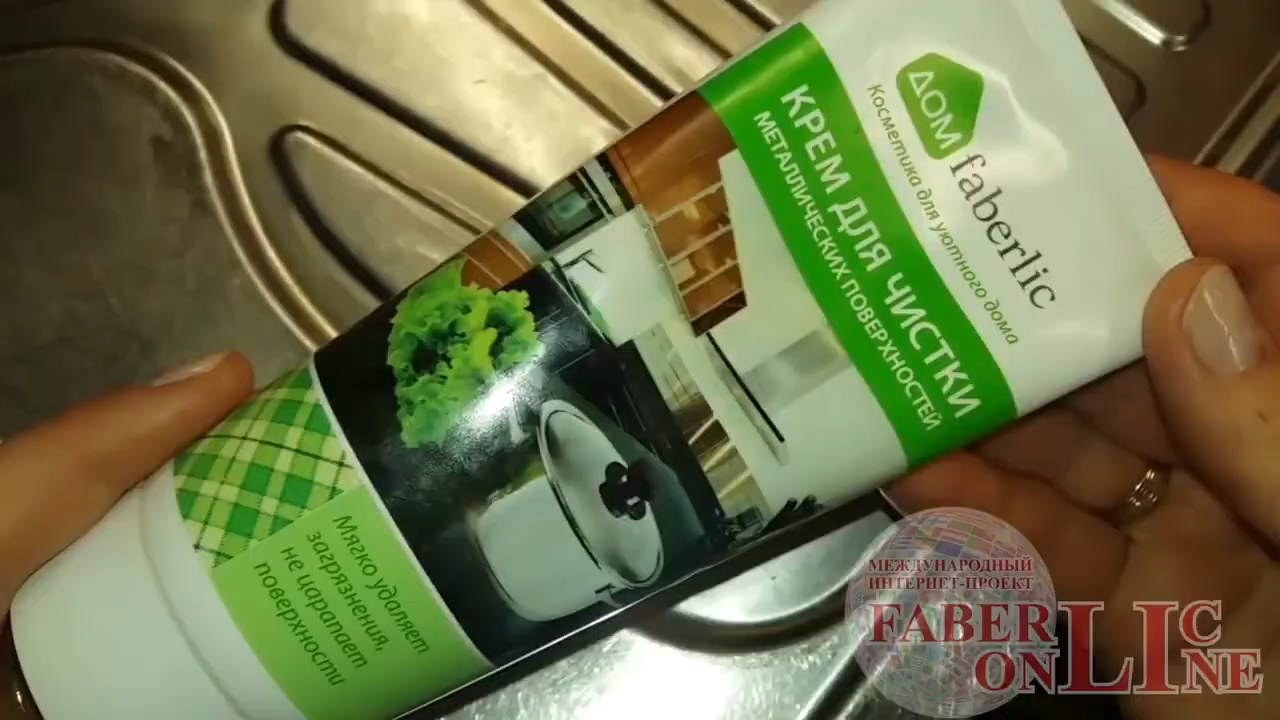 ДОМ
faberlic
Косметика для уютного дома
КРЕМ ДЛЯ ЧИСТКИ
МЕТАЛЛИЧЕСКИХ ПОВЕРХНОСТЕЙ
Мягко удаляет
загрязнения,
не царапает
поверхности
МЕЖДУНАРОДНЫЙ
ИНТЕРНЕТ-ПРОЕКТ
FABERLIC
ONLINE